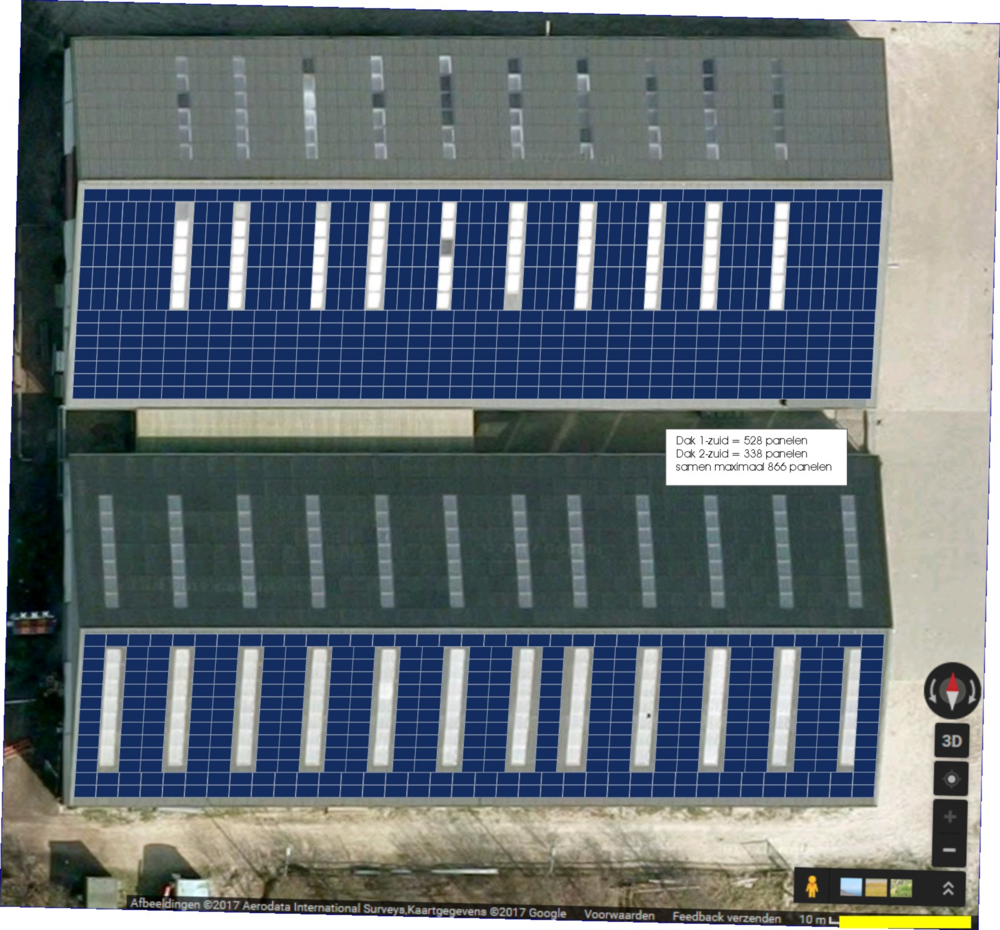 Dak 1-zuid = 528 panelen
Dak 2-zuid = 338 panelen
samen maximaal 866 panelen
3D
Afbeeldingen ©2017 Aerodata International Surveys,Kaartgegevens ©2017 Google Voorwaarden Feedback verzenden 10 m